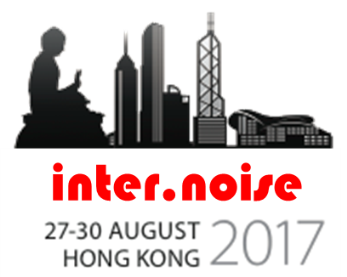 inter.noise
27-30 AUGUST
HONG KONG
2017